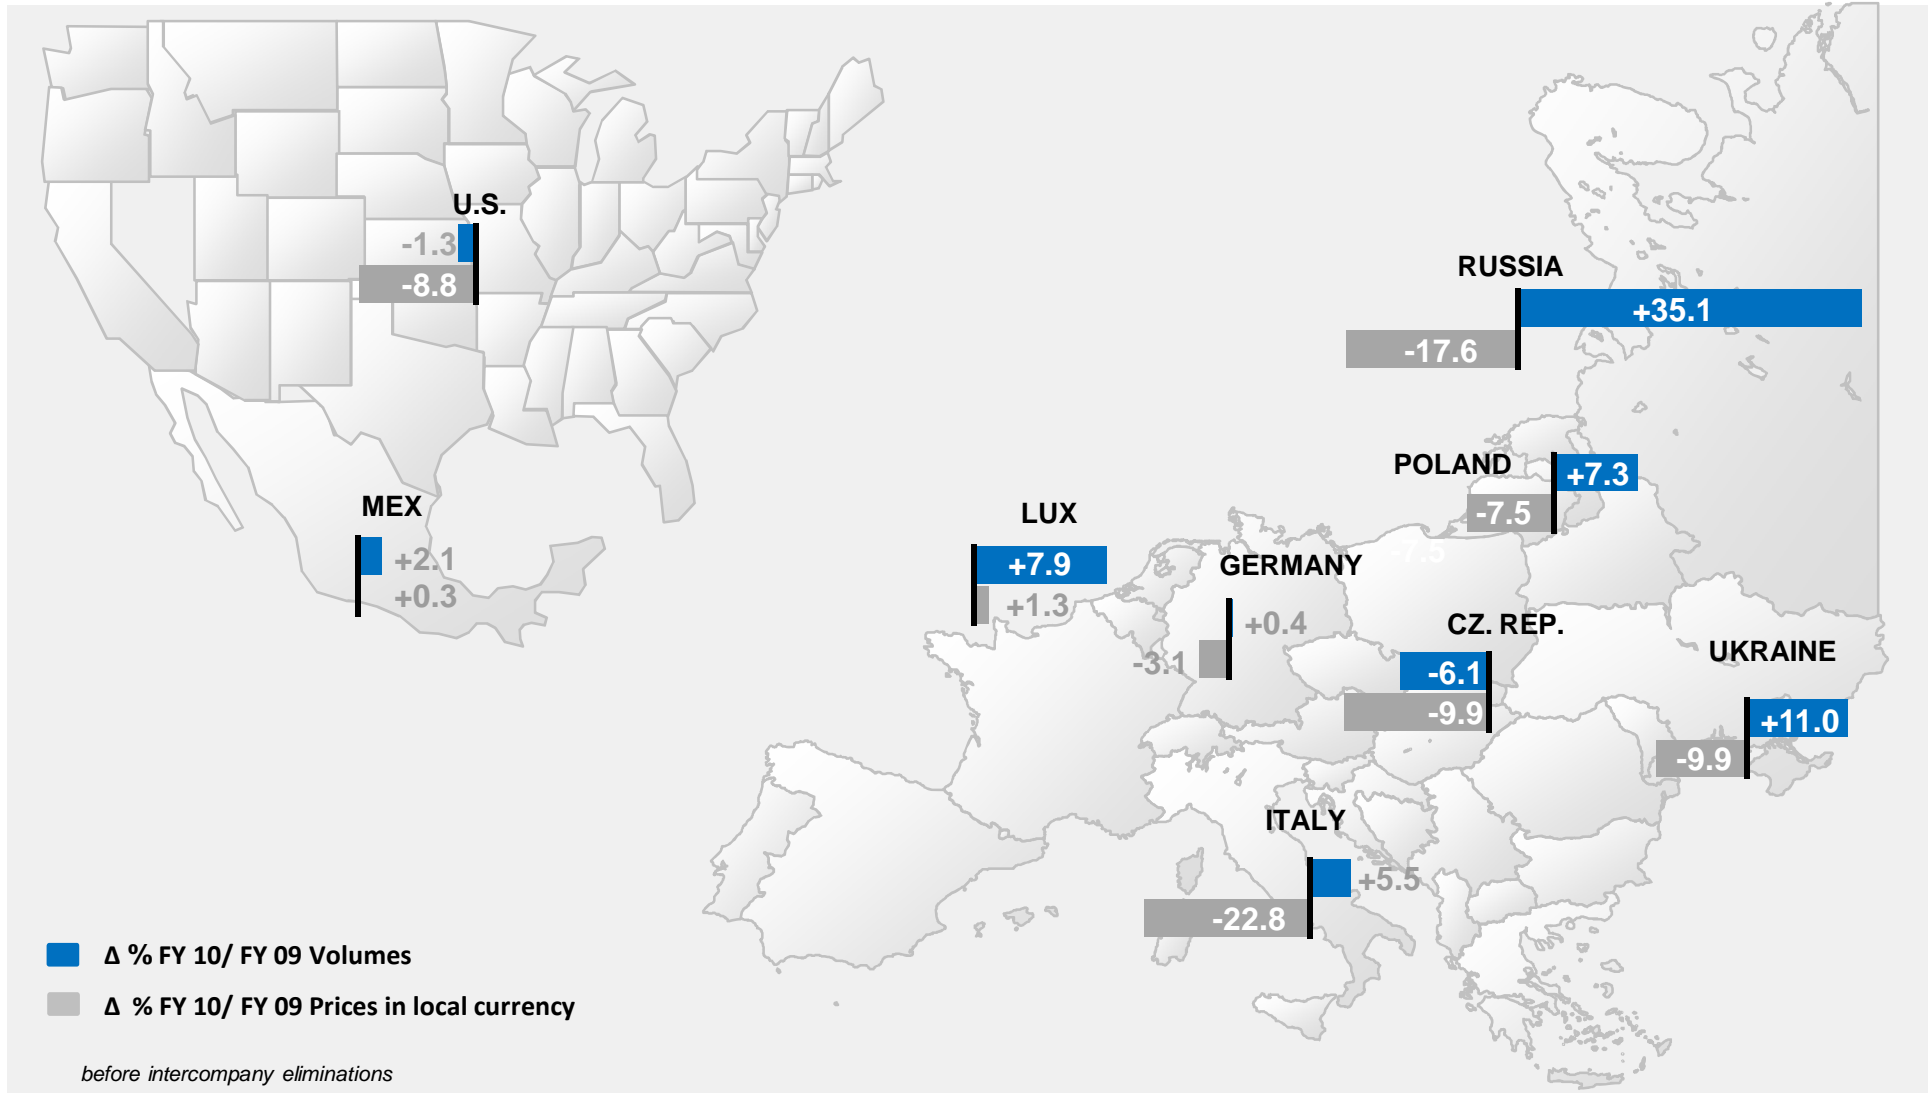 U.S.
-1.3
-8.8
MEX
+2.1
+0.3
RUSSIA
+35.1
-17.6
POLAND
+7.3
-7.5
-7.5
LUX
+7.9
+1.3
GERMANY
+0.4
-3.1
CZ. REP.
-6.1
-9.9
UKRAINE
+11.0
-9.9
ITALY
+5.5
-22.8
Δ % FY 10/ FY 09 Volumes
Δ % FY 10/ FY 09 Prices in local currency
before intercompany eliminations